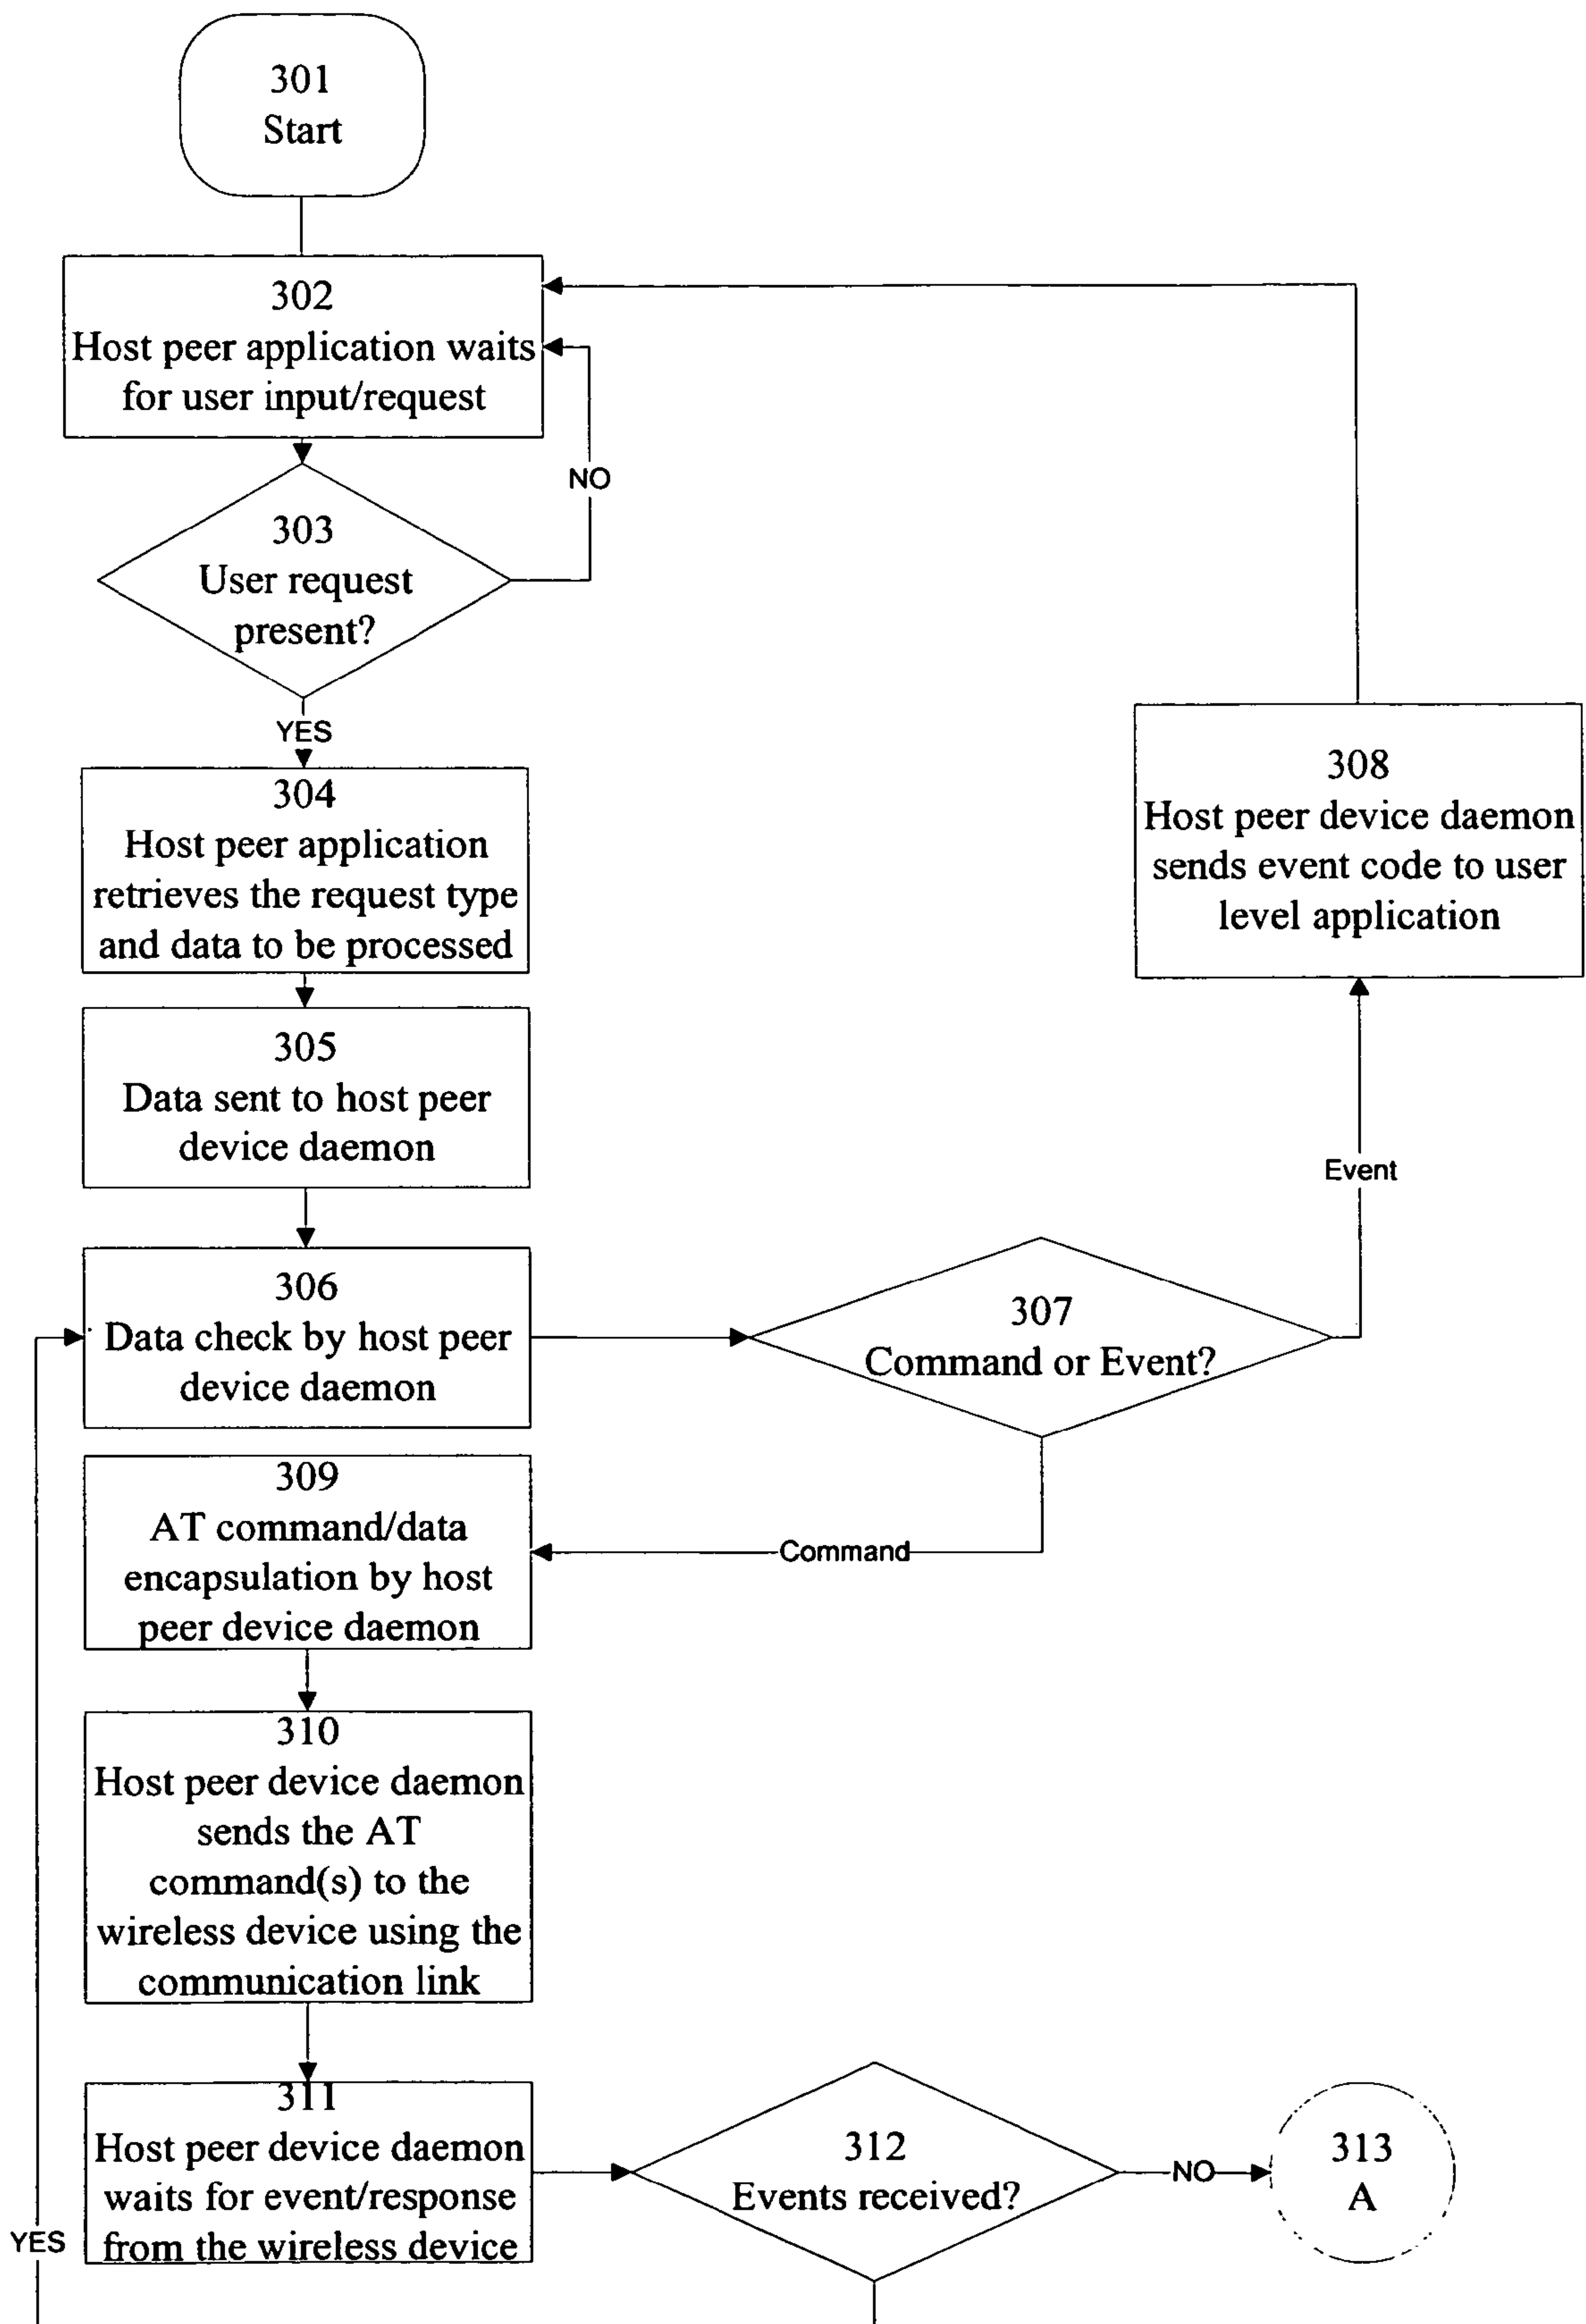 301
Start
302
Host peer application waits
for user input/request
NO
303
User request
present?
YES
304
Host peer application
retrieves the request type
and data to be processed
305
Data sent to host peer
device daemon
306
Data check by host peer
device daemon
307
Command or Event?
Event
308
Host peer device daemon
sends event code to user
level application
Command
309
AT command/data
encapsulation by host
peer device daemon
310
Host peer device daemon
sends the AT
command(s) to the
wireless device using the
communication link
311
Host peer device daemon
waits for event/response
from the wireless device
312
Events received?
NO
313
A
YES